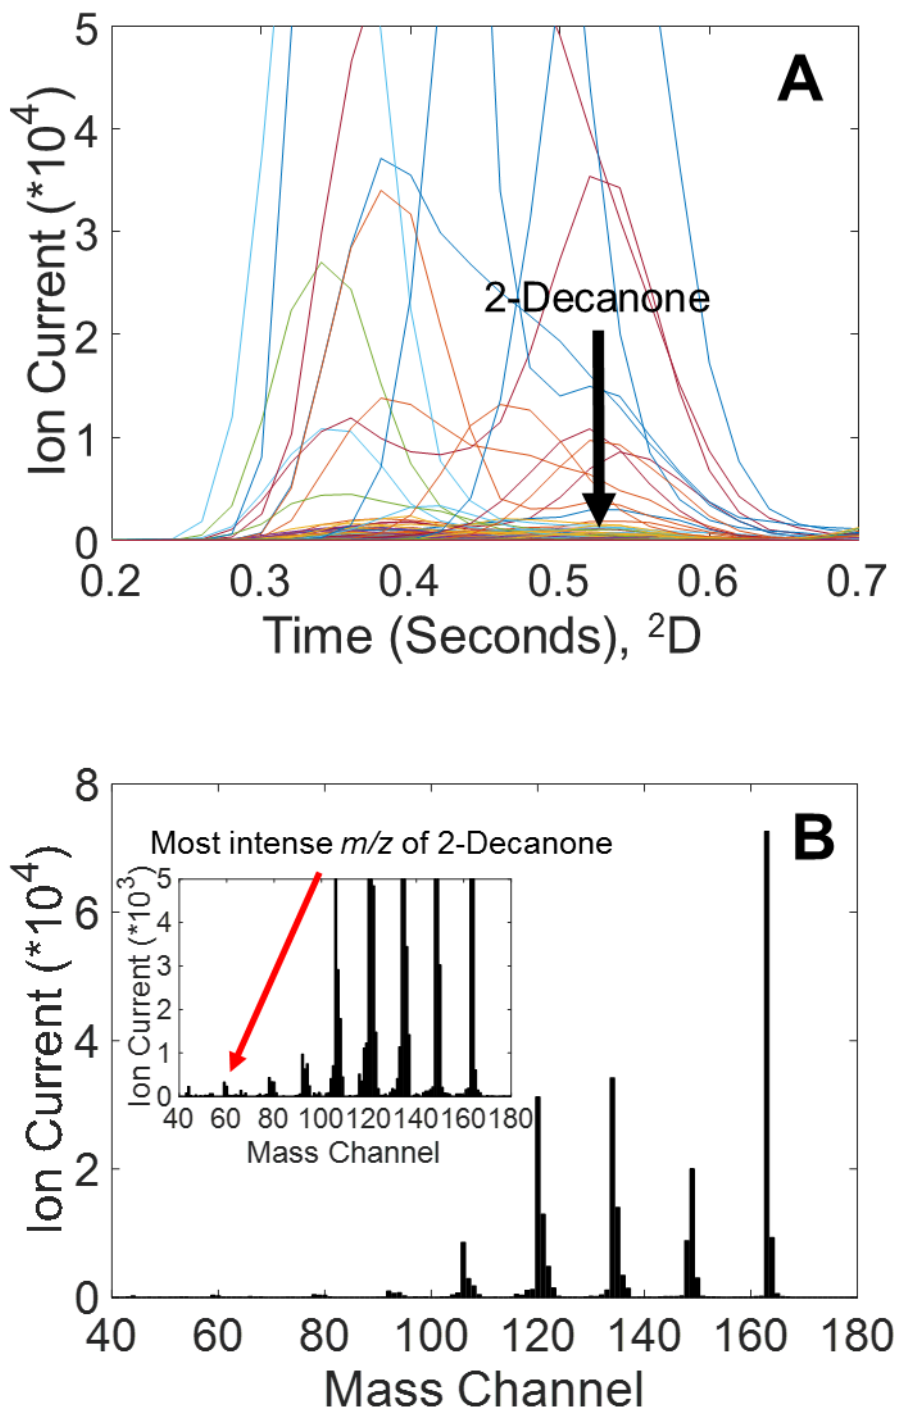 A
Ion Current (*10⁴)
5
4
3
2
1
0
2-Decanone
0.2 0.3 0.4 0.5 0.6 0.7
Time (Seconds), ²D
B
Ion Current (*10⁴)
8
6
4
2
0
Most intense m/z of 2-Decanone
Ion Current (*10³)
5
4
3
2
1
0
40 60 80 100 120 140 160 180
Mass Channel
40 60 80 100 120 140 160 180
Mass Channel